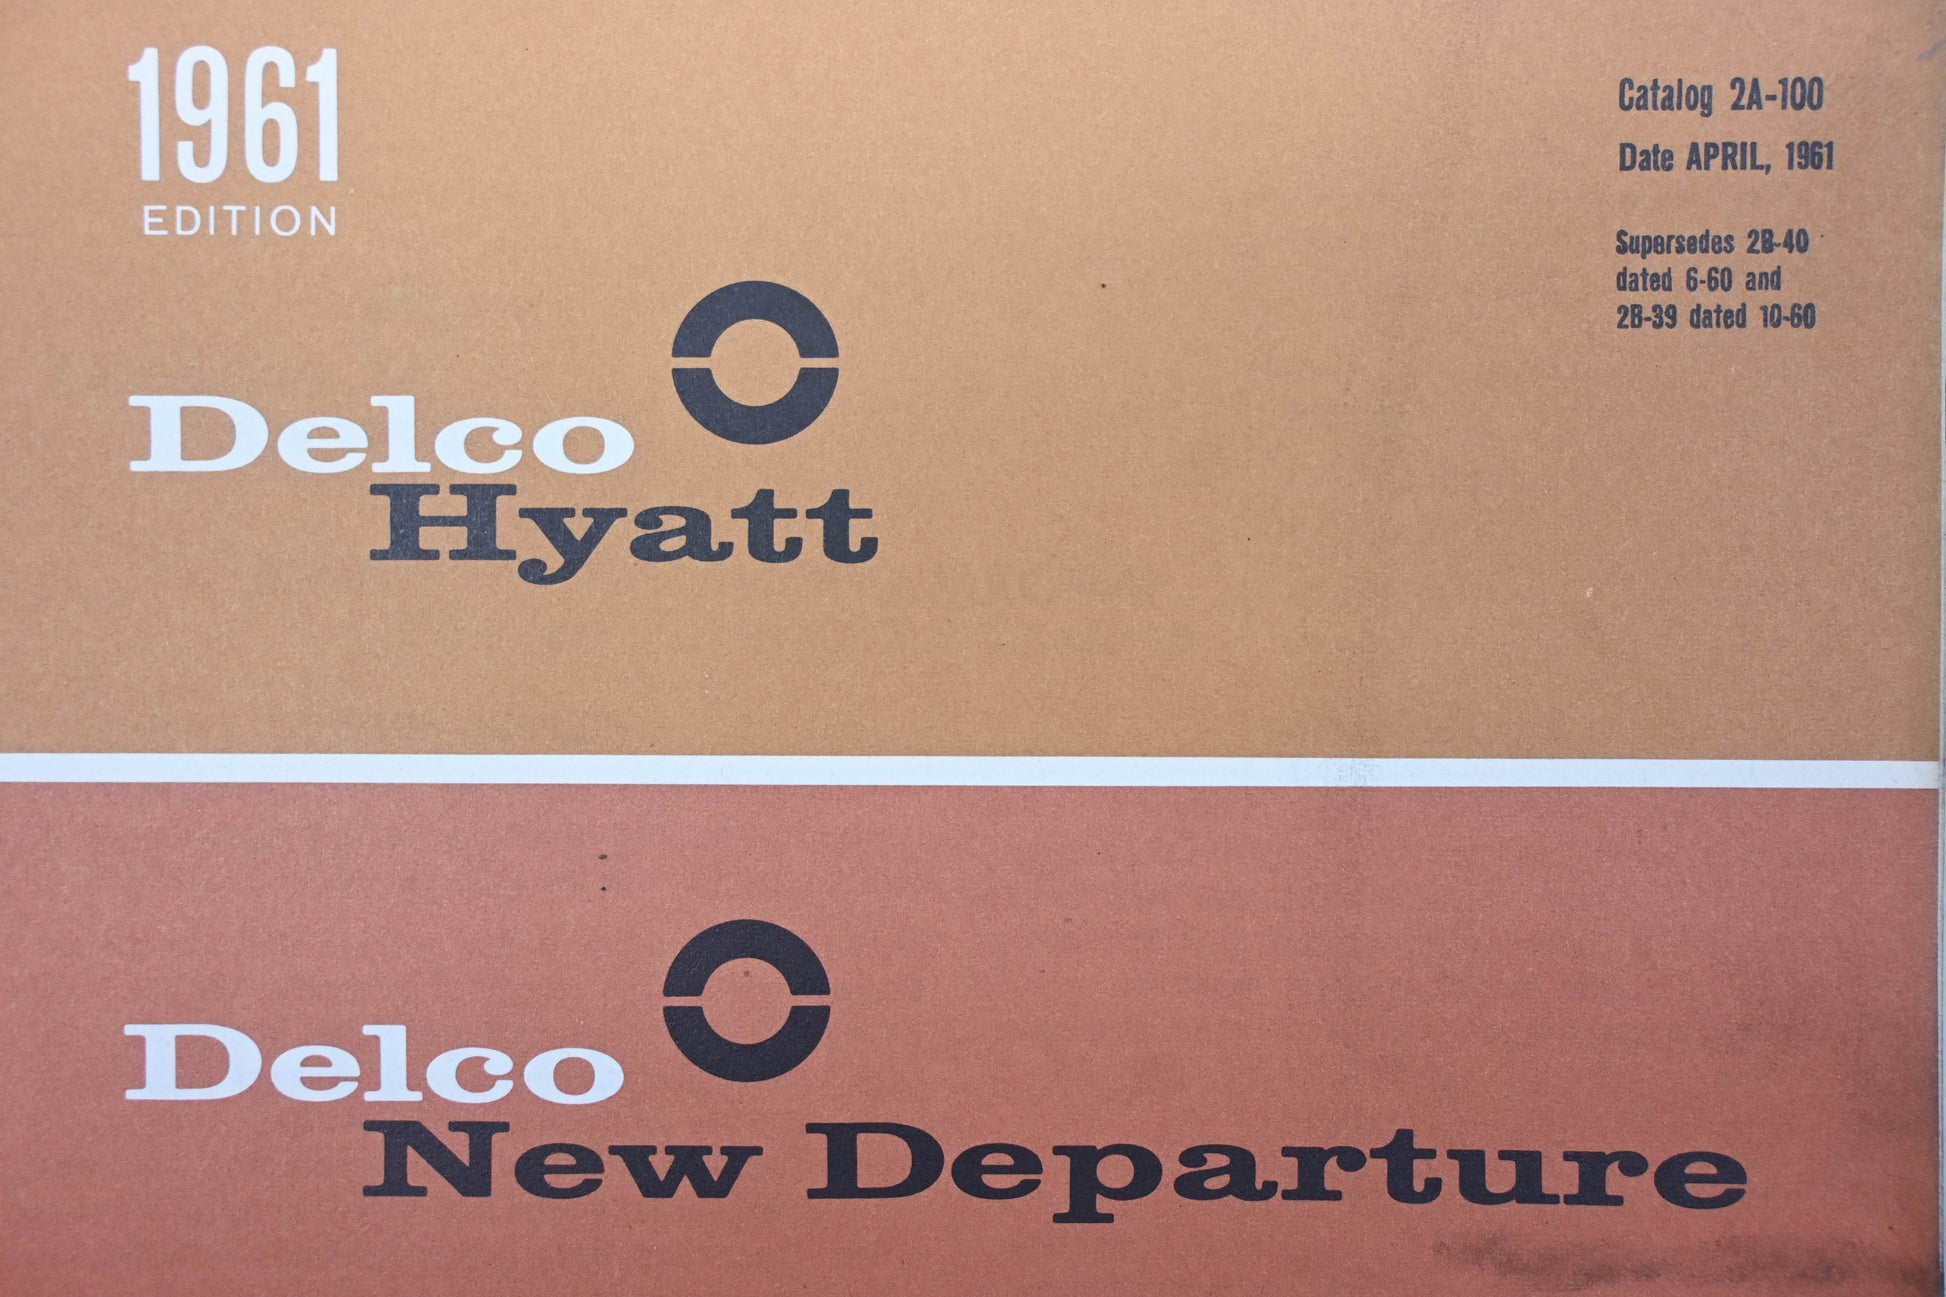 1961
EDITION
Catalog 2A-100
Date APRIL, 1961
Supersedes 2B-40
dated 6-60 and
2B-39 dated 10-60
Delco
Hyatt
Delco
New Departure